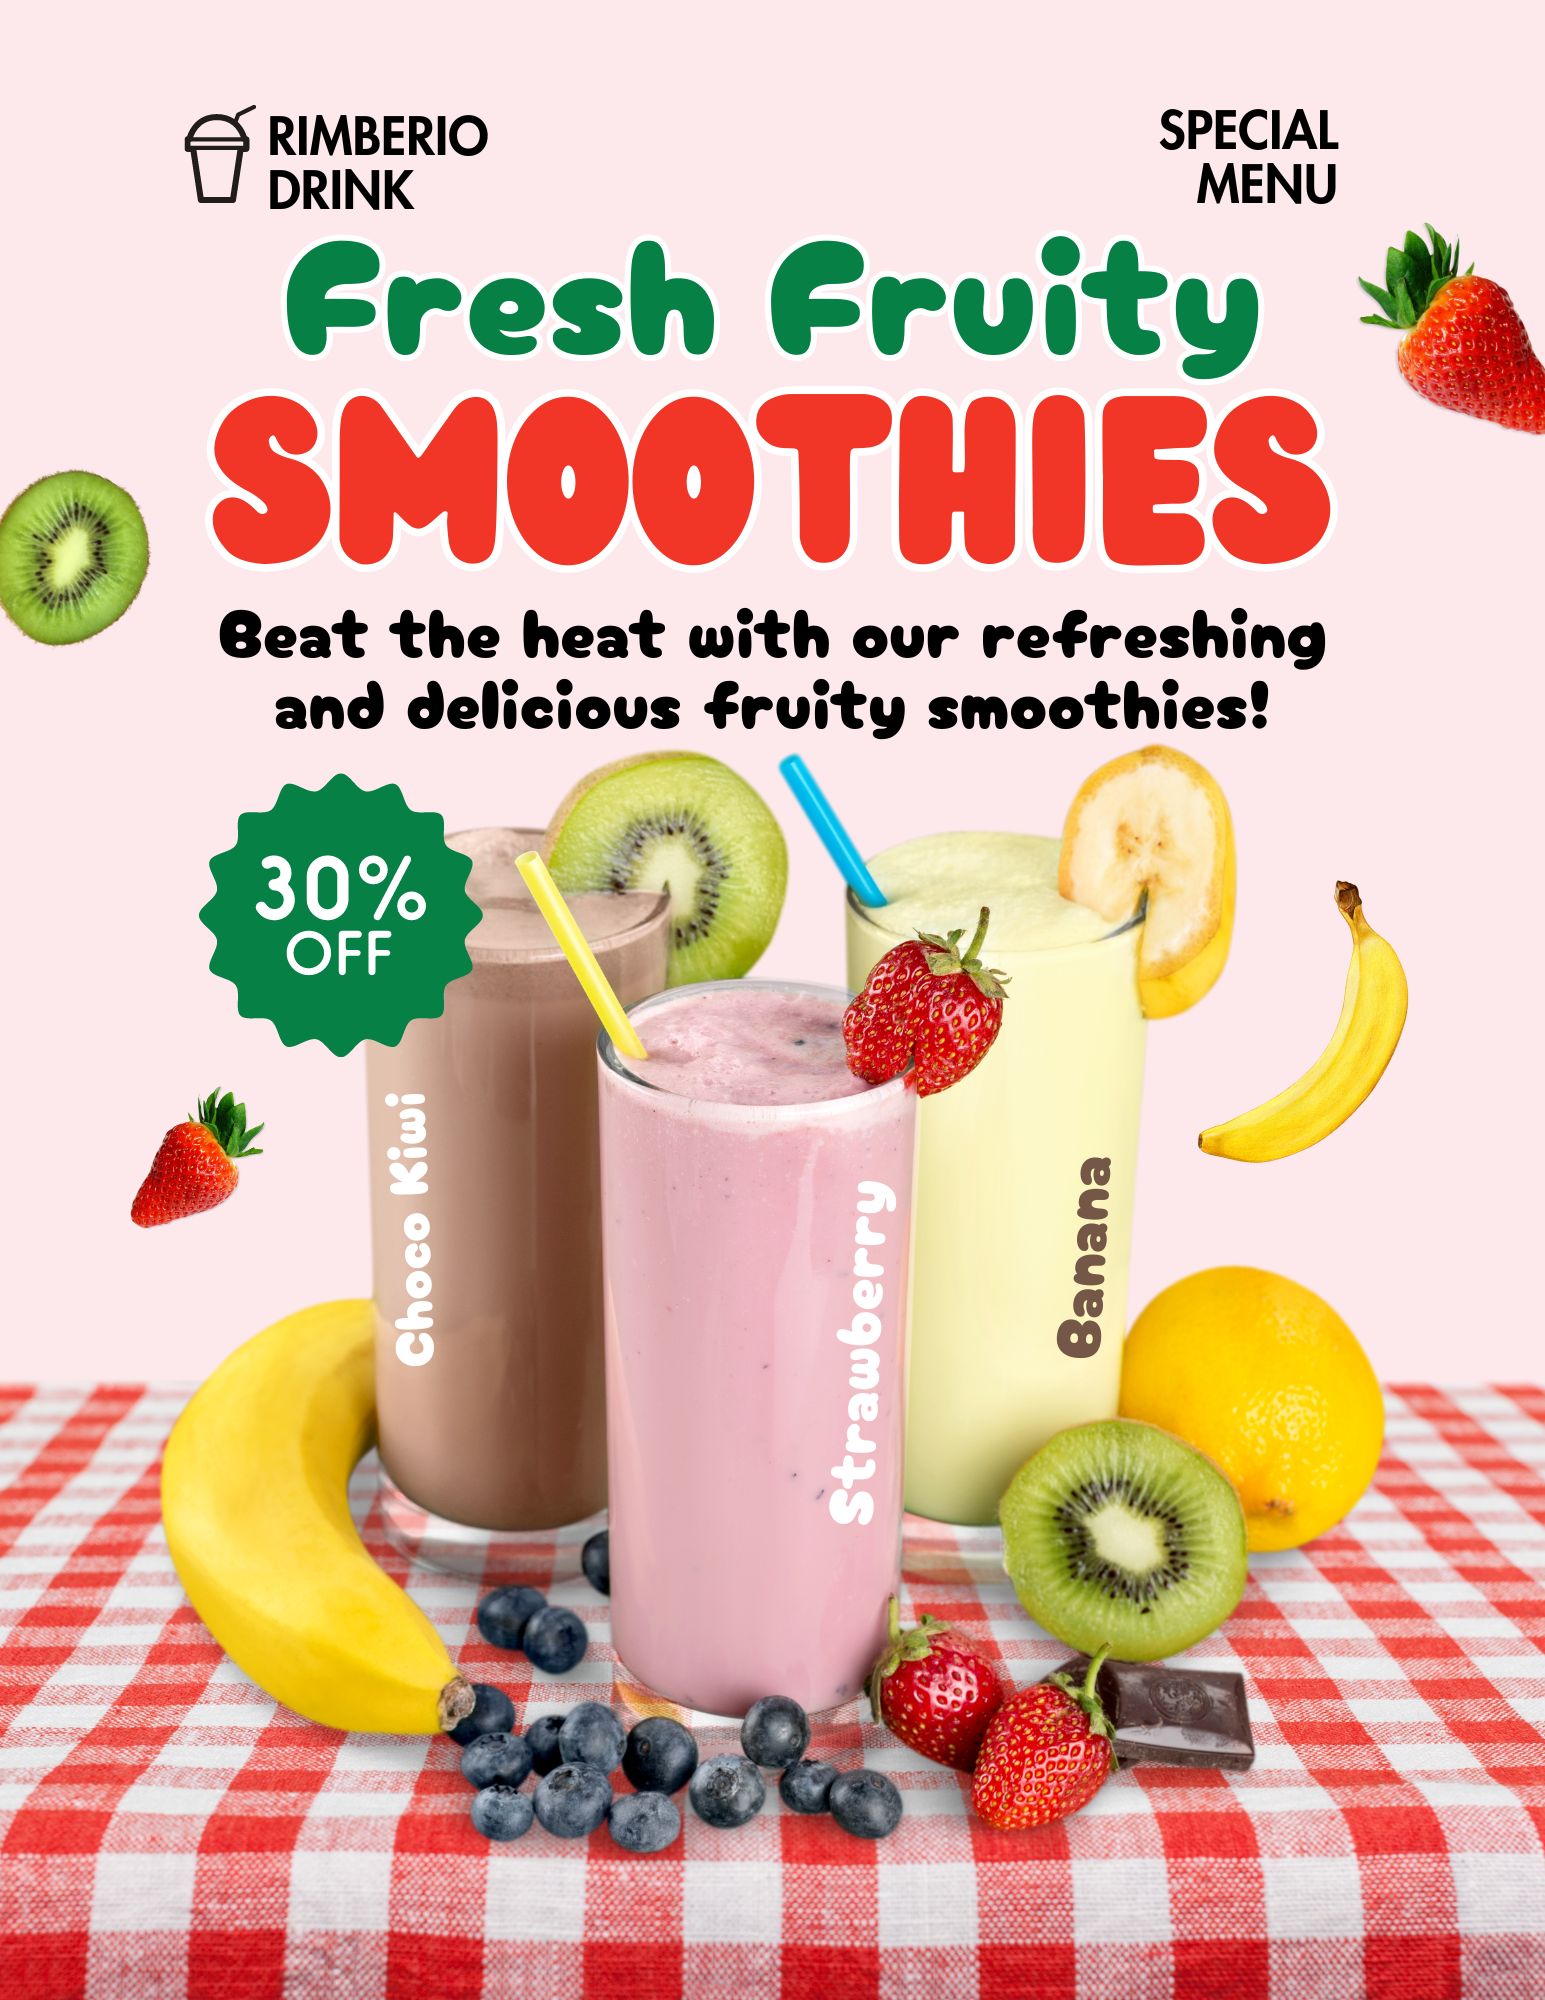 RIMBERIO
DRINK
SPECIAL
MENU
Fresh Fruity
SMOOTHIES
Beat the heat with our refreshing
and delicious fruity smoothies!
30%
OFF
Choco Kiwi
Strawberry
Banana